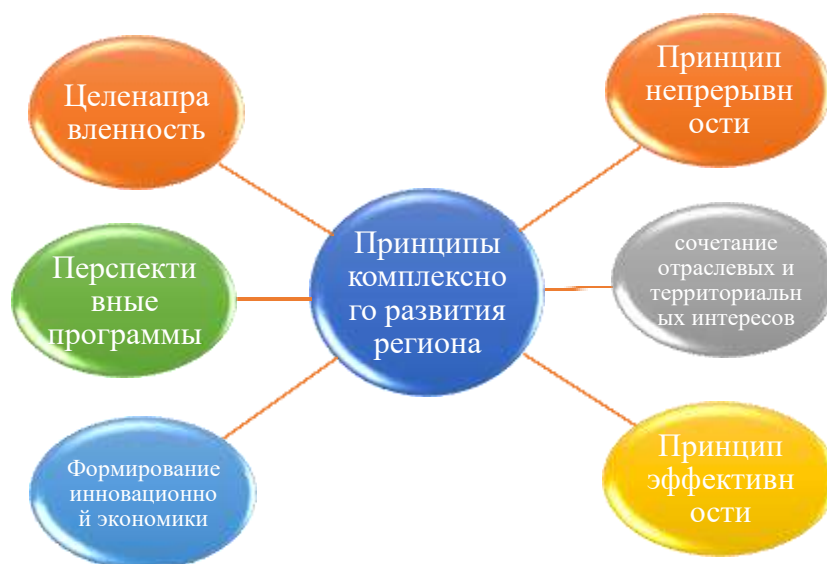 Целенапра
вленность
Принцип
непрерывн
ости
Перспекти
вные
программы
Принципы
комплексно
го развития
региона
сочетание
отраслевых и
территориальн
ых интересов
Формирование
инновационно
й экономики
Принцип
эффективн
ости